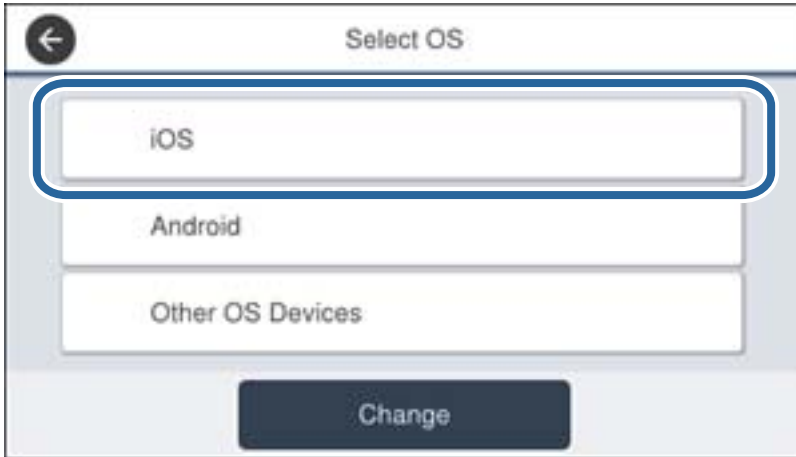 Select OS
iOS
Android
Other OS Devices
Change